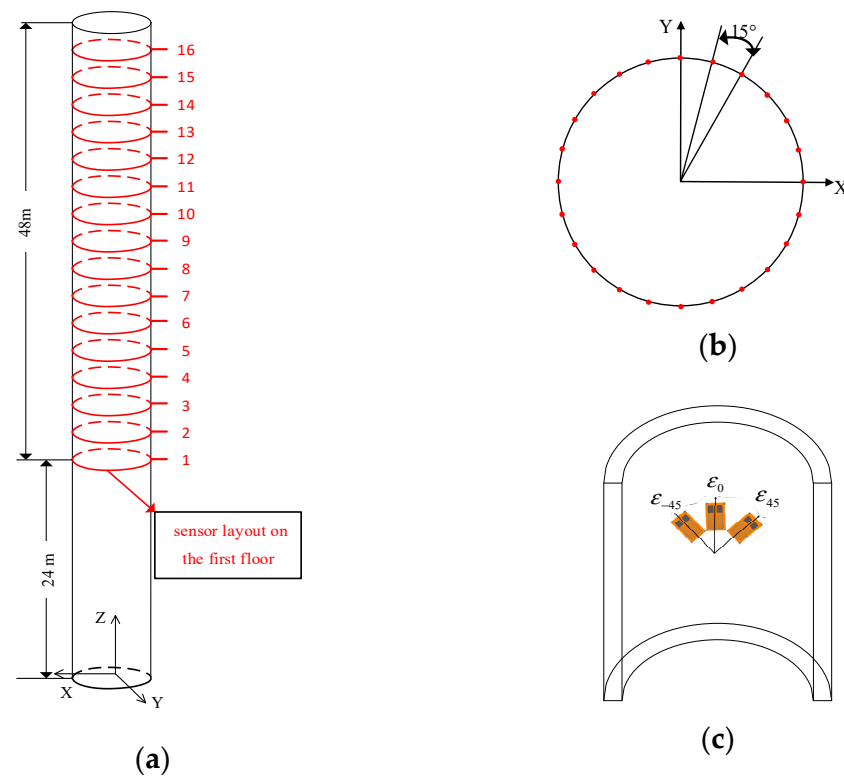 16
15
14
13
12
11
10
9
8
7
6
5
4
3
2
1
48m
24 m
sensor layout on
the first floor
Z
X
Y
(a)
Y
15°
X
(b)
ε₋₄₅
ε₀
ε₄₅
(c)